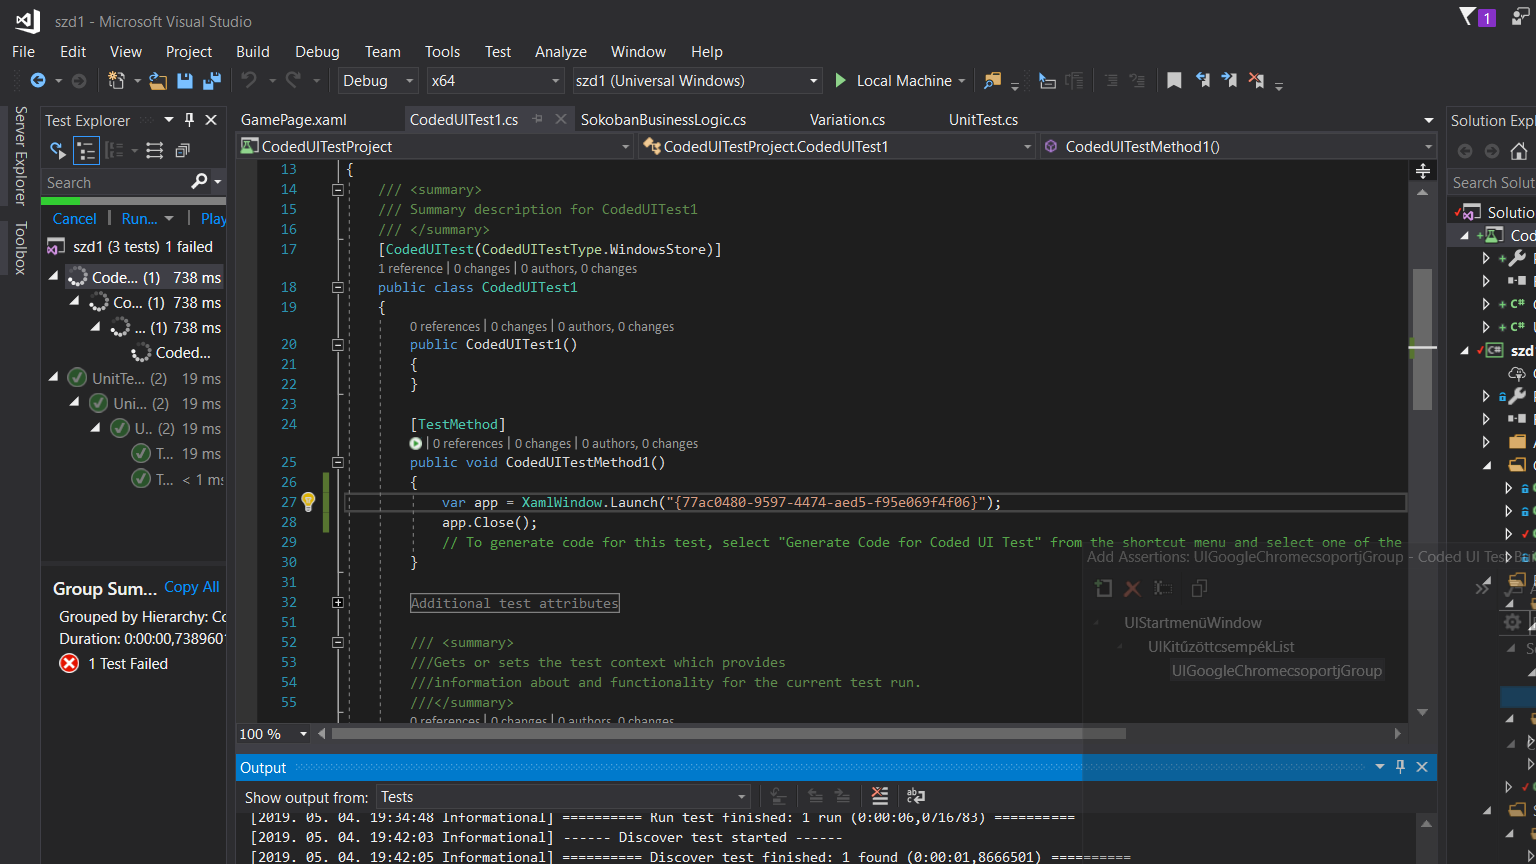 szd1 - Microsoft Visual Studio
1
File Edit View Project Build Debug Team Tools Test Analyze Window Help
Debug x64 szd1 (Universal Windows) Local Machine
Server Explorer
Toolbox
Test Explorer
Search
Cancel Run... Play
szd1 (3 tests) 1 failed
Code... (1) 738 ms
Co... (1) 738 ms
... (1) 738 ms
Coded...
UnitTe... (2) 19 ms
Uni... (2) 19 ms
U.. (2) 19 ms
T... 19 ms
T... < 1 ms
Group Sum... Copy All
Grouped by Hierarchy: Co
Duration: 0:00:00,7389601
1 Test Failed
GamePage.xaml CodedUITest1.cs SokobanBusinessLogic.cs Variation.cs UnitTest.cs
CodedUITestProject CodedUITestProject.CodedUITest1 CodedUITestMethod1()
13 {
14 /// <summary>
15 /// Summary description for CodedUITest1
16 /// </summary>
17 [CodedUITest(CodedUITestType.WindowsStore)]
1 reference | 0 changes | 0 authors, 0 changes
18 public class CodedUITest1
19 {
0 references | 0 changes | 0 authors, 0 changes
20 public CodedUITest1()
21 {
22 }
23
24 [TestMethod]
| 0 references | 0 changes | 0 authors, 0 changes
25 public void CodedUITestMethod1()
26 {
27 var app = XamlWindow.Launch("{77ac0480-9597-4474-aed5-f95e069f4f06}");
28 app.Close();
29 // To generate code for this test, select "Generate Code for Coded UI Test" from the shortcut menu and select one of the
30 }
31
32 Additional test attributes
51
52 /// <summary>
53 ///Gets or sets the test context which provides
54 ///information about and functionality for the current test run.
55 ///</summary>
0 references | 0 changes | 0 authors, 0 changes
100 %
Add Assertions: UIGoogleChromecsoportjGroup - Coded UI Test
UIStartmenüWindow
UIKitűzöttcsempékList
UIGoogleChromecsoportjGroup
Output
Show output from: Tests
[2019. 05. 04. 19:34:48 Informational] ========== Run test finished: 1 run (0:00:06,0716783) ==========
[2019. 05. 04. 19:42:03 Informational] ------ Discover test started ------
[2019. 05. 04. 19:42:05 Informational] ========== Discover test finished: 1 found (0:00:01,8666501) ==========
Solution Expl
Search Solut
Solutio
Cod
szd